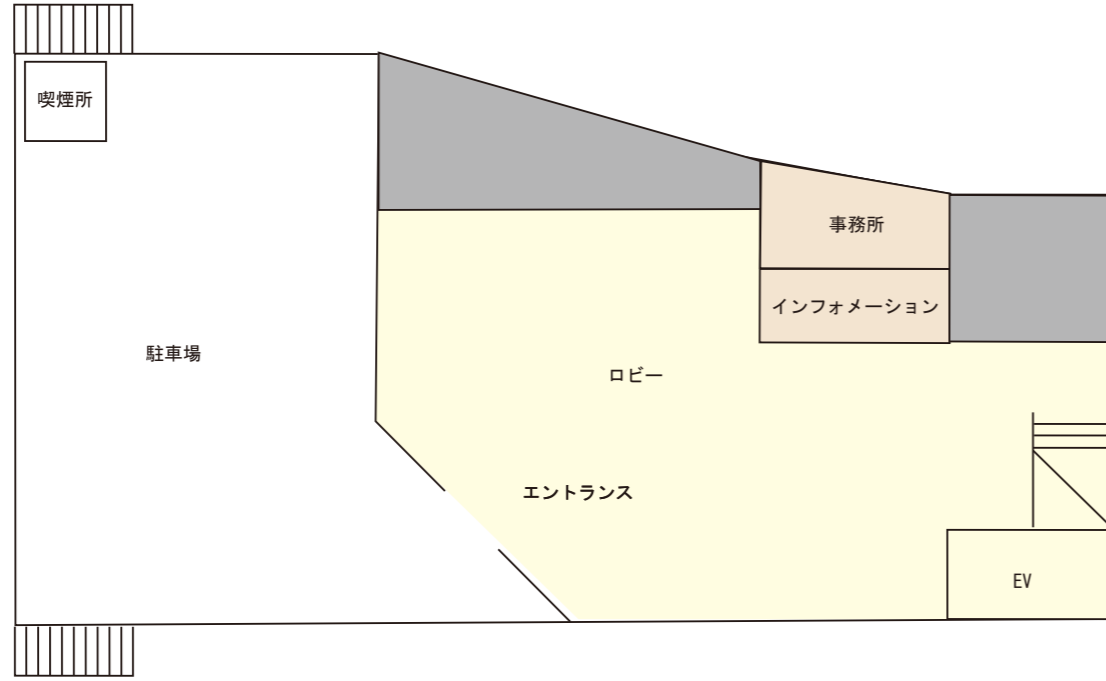 喫煙所
事務所
インフォメーション
駐車場
ロビー
エントランス
EV